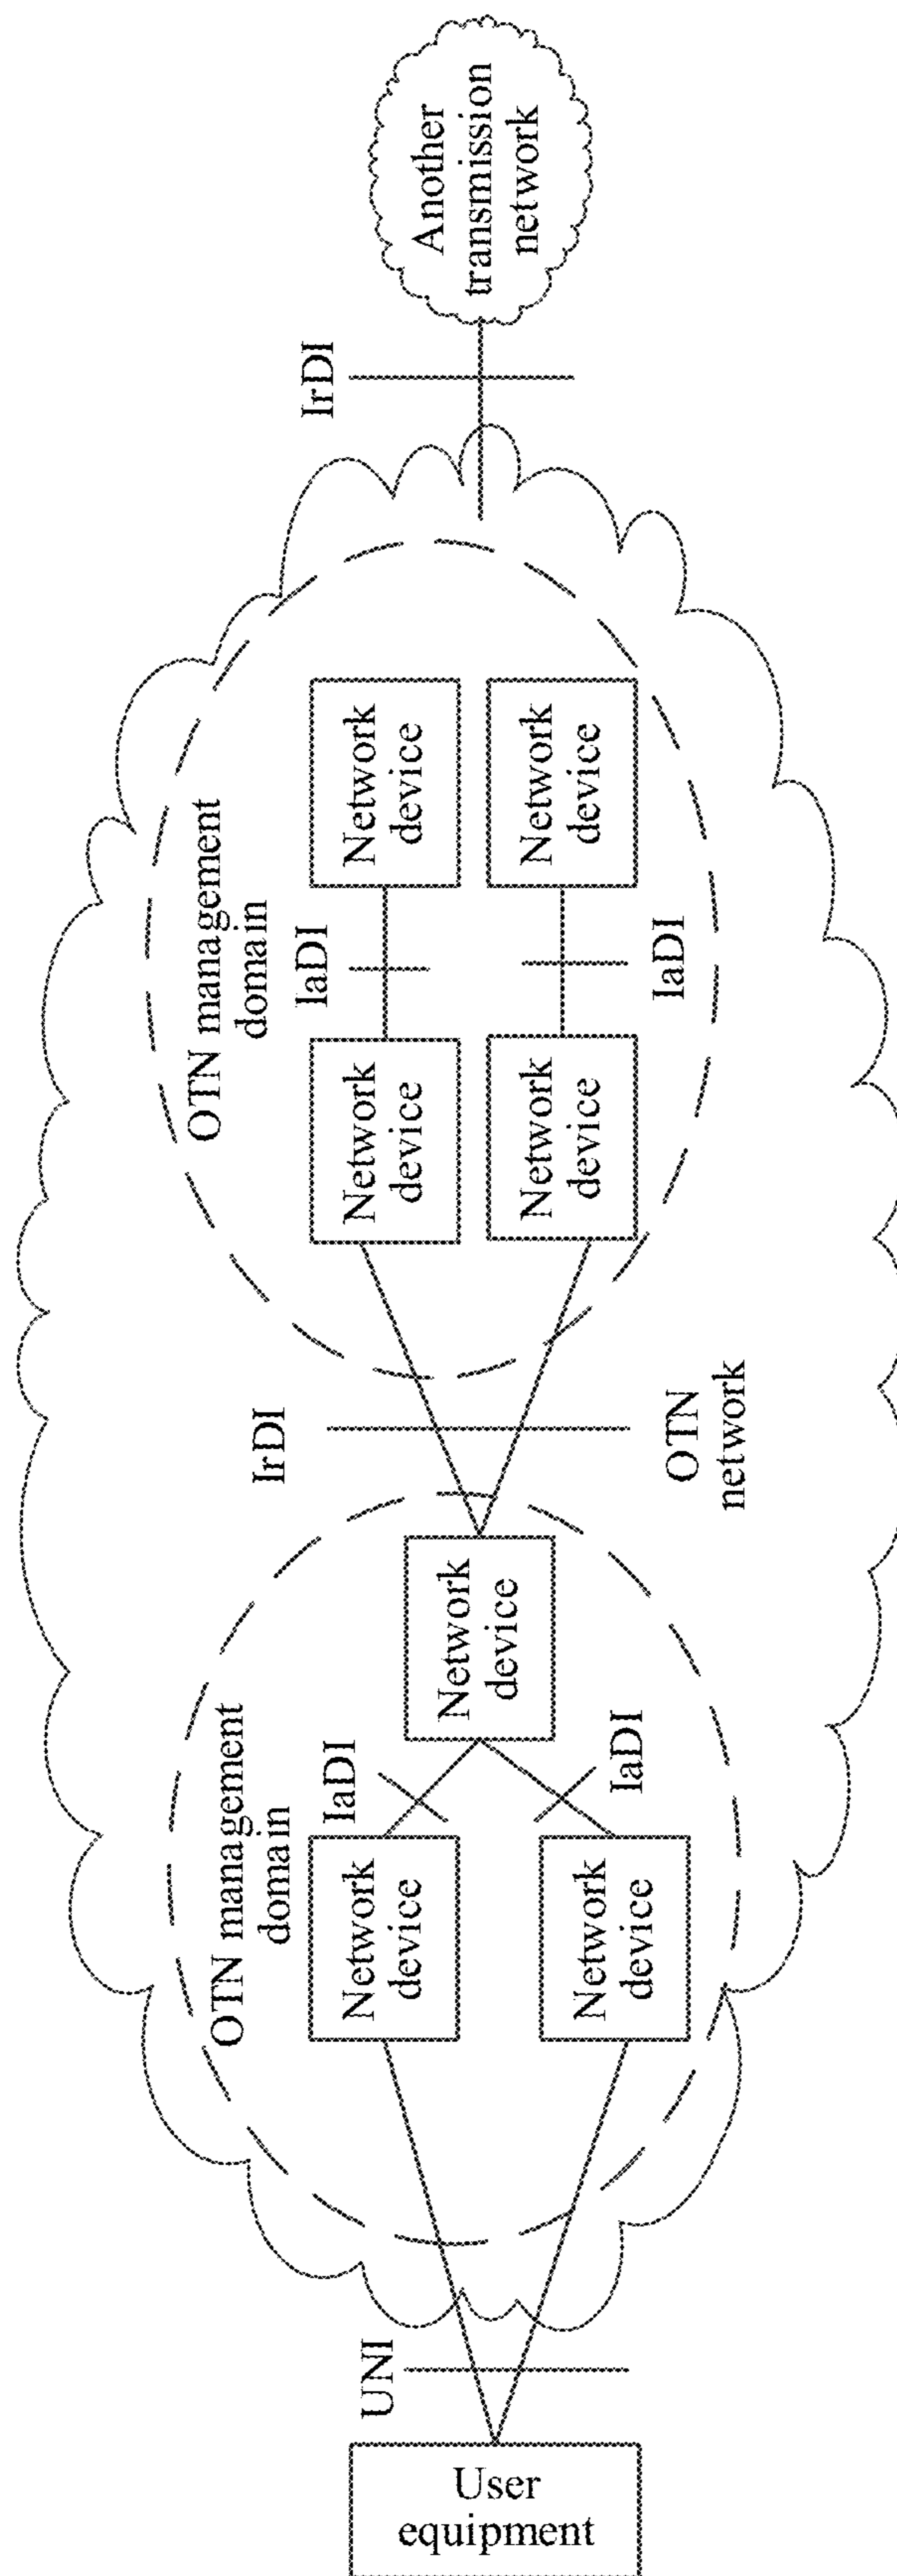 User
equipment
UNI
OTN management
domain
Network
device
IaDI
Network
device
IaDI
Network
device
IrDI
OTN
network
OTN management
domain
Network
device
IaDI
Network
device
Network
device
IaDI
Network
device
IrDI
Another
transmission
network